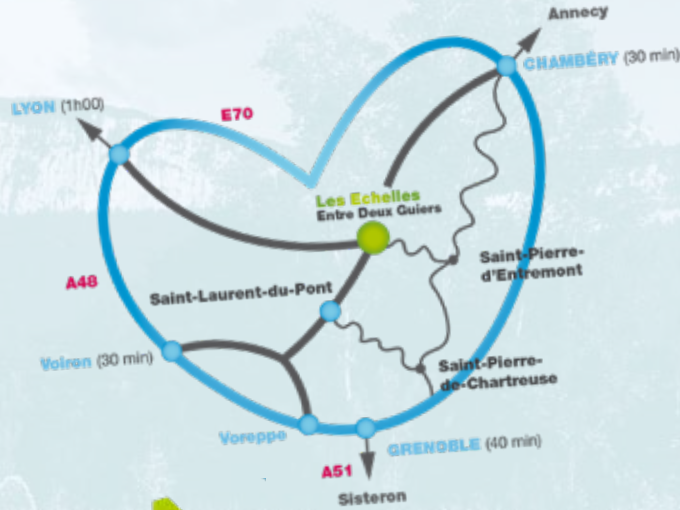 Annecy
CHAMBÉRY (30 min)
LYON (1h00)
E70
Les Echelles
Entre Deux Guiers
Saint-Pierre-
d'Entremont
A48
Saint-Laurent-du-Pont
Voiron (30 min)
Saint-Pierre-
de-Chartreuse
Voreppe
GRENOBLE (40 min)
A51
Sisteron